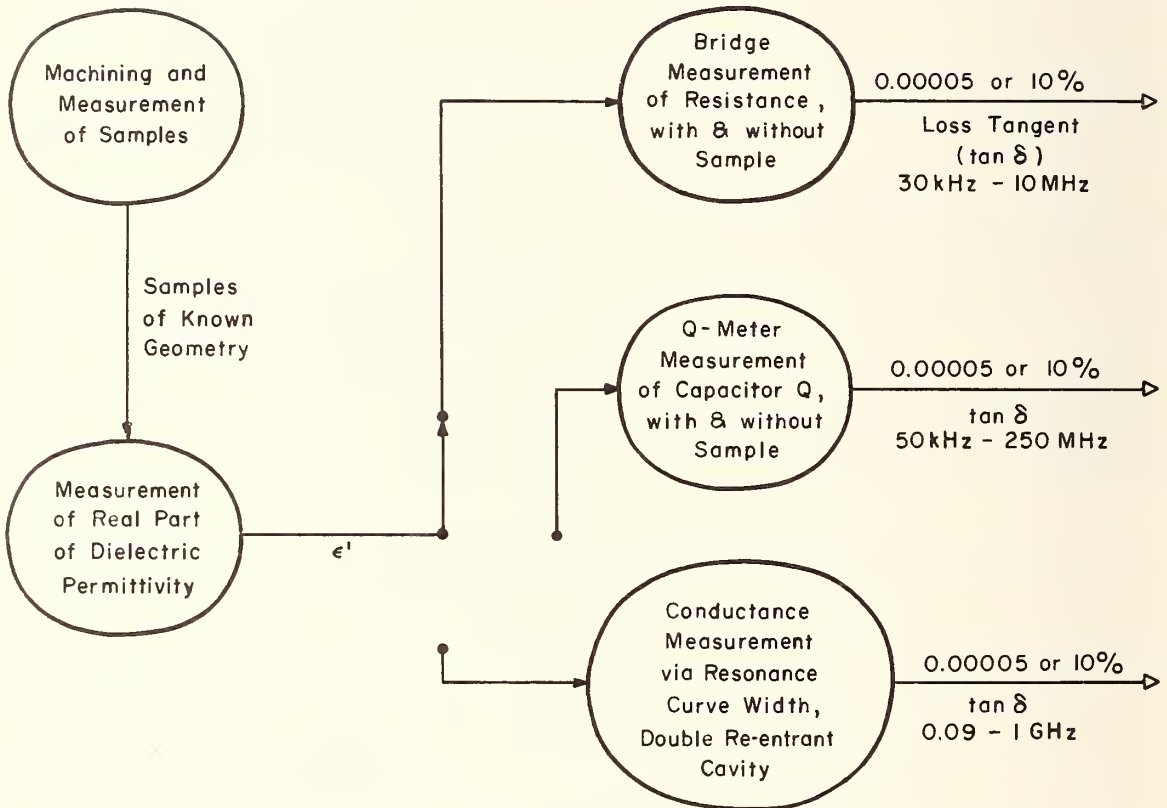 Machining and
Measurement
of Samples
Samples
of Known
Geometry
Measurement
of Real Part
of Dielectric
Permittivity
ϵ'
Bridge
Measurement
of Resistance,
with & without
Sample
0.00005 or 10%
Loss Tangent
(tan δ)
30 kHz - 10 MHz
Q-Meter
Measurement
of Capacitor Q,
with & without
Sample
0.00005 or 10%
tan δ
50 kHz - 250 MHz
Conductance
Measurement
via Resonance
Curve Width,
Double Re-entrant
Cavity
0.00005 or 10%
tan δ
0.09 - 1 GHz